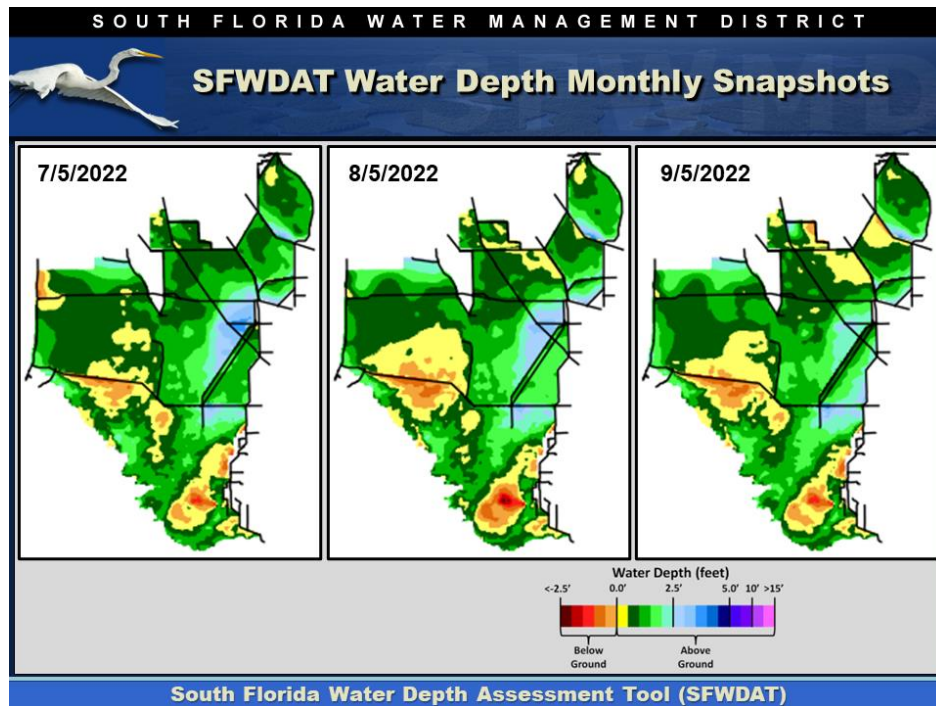 SOUTH FLORIDA WATER MANAGEMENT DISTRICT
SFWDAT Water Depth Monthly Snapshots
7/5/2022
8/5/2022
9/5/2022
Water Depth (feet)
<-2.5' 0.0' 2.5' 5.0' 10' >15'
Below Ground
Above Ground
South Florida Water Depth Assessment Tool (SFWDAT)